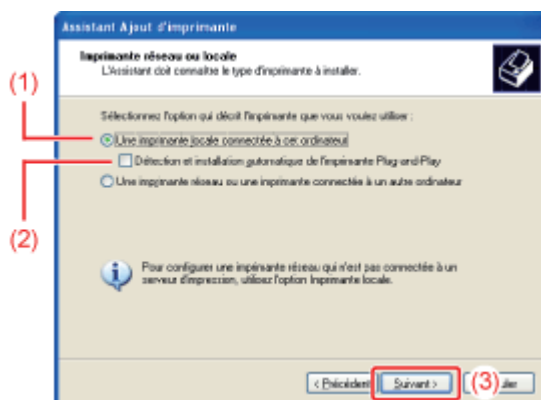 Assistant Ajout d'imprimante
Imprimante réseau ou locale
L'Assistant doit connaître le type d'imprimante à installer.
(1)
Sélectionnez l'option qui décrit l'imprimante que vous voulez utiliser :
Une imprimante locale connectée à cet ordinateur
Détection et installation automatique de l'imprimante Plug-and-Play
(2)
Une imprimante réseau ou une imprimante connectée à un autre ordinateur
Pour configurer une imprimante réseau qui n'est pas connectée à un
serveur d'impression, utilisez l'option Imprimante locale.
< Précédent Suivant > (3)